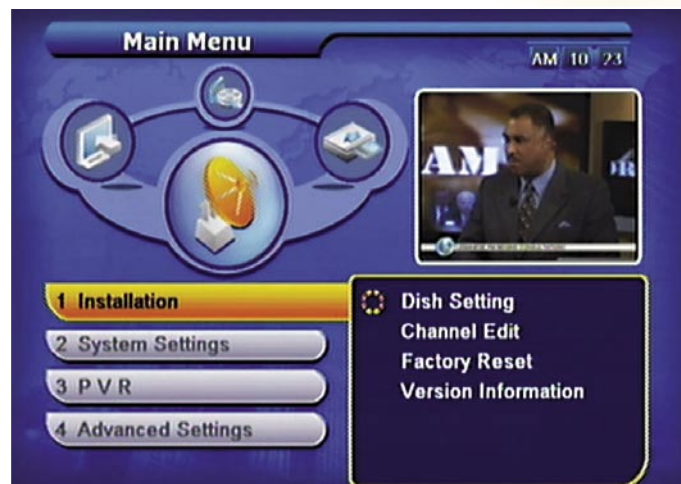 Main Menu
AM 10 23
AM
1 Installation
2 System Settings
3 P V R
4 Advanced Settings
Dish Setting
Channel Edit
Factory Reset
Version Information